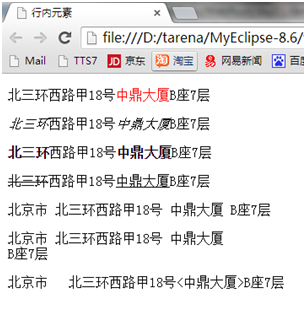 行内元素
file:///D:/tarena/MyEclipse-8.6/
Mail TTS7 京东 淘宝 网易新闻 百度
北三环西路甲18号中鼎大厦B座7层
北三环西路甲18号中鼎大厦B座7层
北三环西路甲18号中鼎大厦B座7层
北三环西路甲18号中鼎大厦B座7层
北京市 北三环西路甲18号 中鼎大厦 B座7层
北京市 北三环西路甲18号 中鼎大厦
B座7层
北京市 北三环西路甲18号<中鼎大厦>B座7层